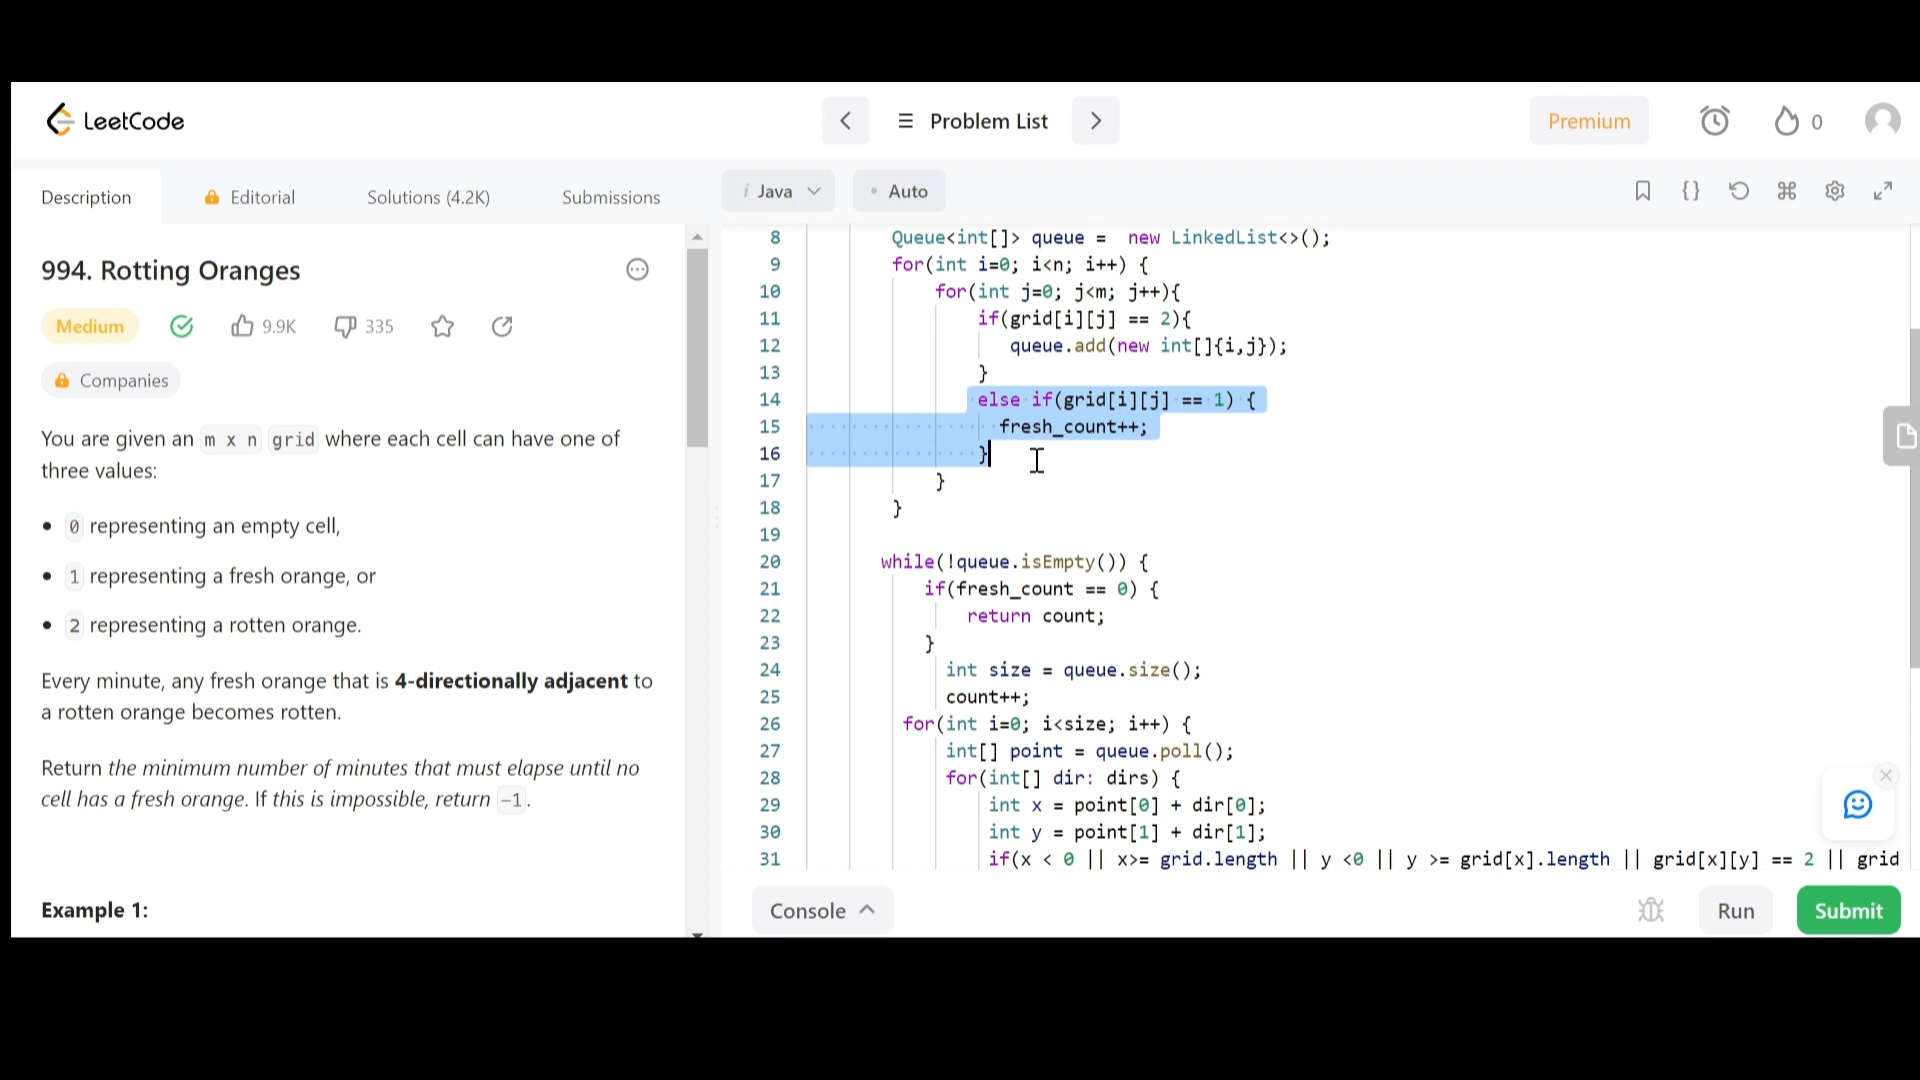 LeetCode
Problem List
Premium
0
Description
Editorial
Solutions (4.2K)
Submissions
i Java
Auto
994. Rotting Oranges
Medium
9.9K
335
Companies
You are given an m x n grid where each cell can have one of
three values:
• 0 representing an empty cell,
• 1 representing a fresh orange, or
• 2 representing a rotten orange.
Every minute, any fresh orange that is 4-directionally adjacent to
a rotten orange becomes rotten.
Return the minimum number of minutes that must elapse until no
cell has a fresh orange. If this is impossible, return -1.
Example 1:
8 Queue<int[]> queue =  new LinkedList<>();
9 for(int i=0; i<n; i++) {
10 for(int j=0; j<m; j++){
11 if(grid[i][j] == 2){
12 queue.add(new int[]{i,j});
13 }
14 else if(grid[i][j] == 1) {
15 fresh_count++;
16 }
17 }
18 }
19
20 while(!queue.isEmpty()) {
21 if(fresh_count == 0) {
22 return count;
23 }
24 int size = queue.size();
25 count++;
26 for(int i=0; i<size; i++) {
27 int[] point = queue.poll();
28 for(int[] dir: dirs) {
29 int x = point[0] + dir[0];
30 int y = point[1] + dir[1];
31 if(x < 0 || x>= grid.length || y <0 || y >= grid[x].length || grid[x][y] == 2 || grid
Console
Run
Submit